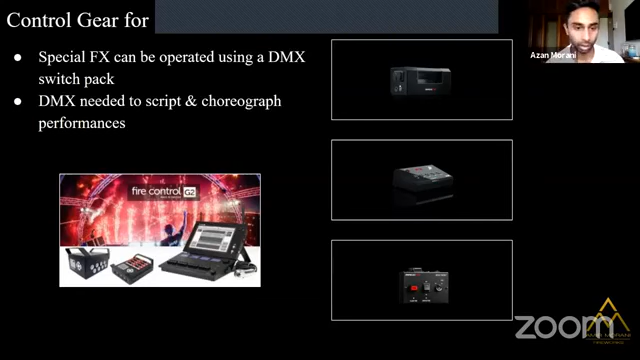 Control Gear for
Azan Morani
● Special FX can be operated using a DMX
switch pack
● DMX needed to script & choreograph
performances
fire control G2
zoom